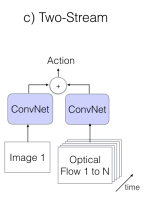 c) Two-Stream
Action
+
ConvNet
ConvNet
Image 1
Optical
Flow 1 to N
time